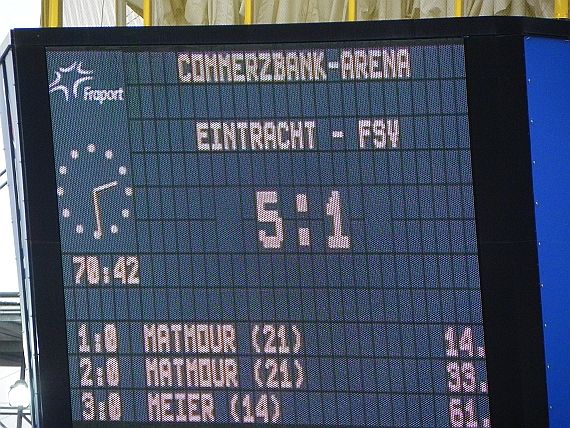 COMMERZBANK-ARENA
Fraport
EINTRACHT - FSV
5:1
70:42
1:0 MATMOUR (21) 14.
2:0 MATMOUR (21) 33.
3:0 MEIER (14) 61.